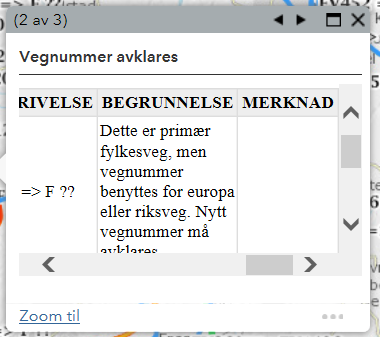 (2 av 3)
Vegnummer avklares
RIVELSE BEGRUNNELSE MERKNAD
=> F ??
Dette er primær
fylkesveg, men
vegnummer
benyttes for europa
eller riksveg. Nytt
vegnummer må
avklares
Zoom til